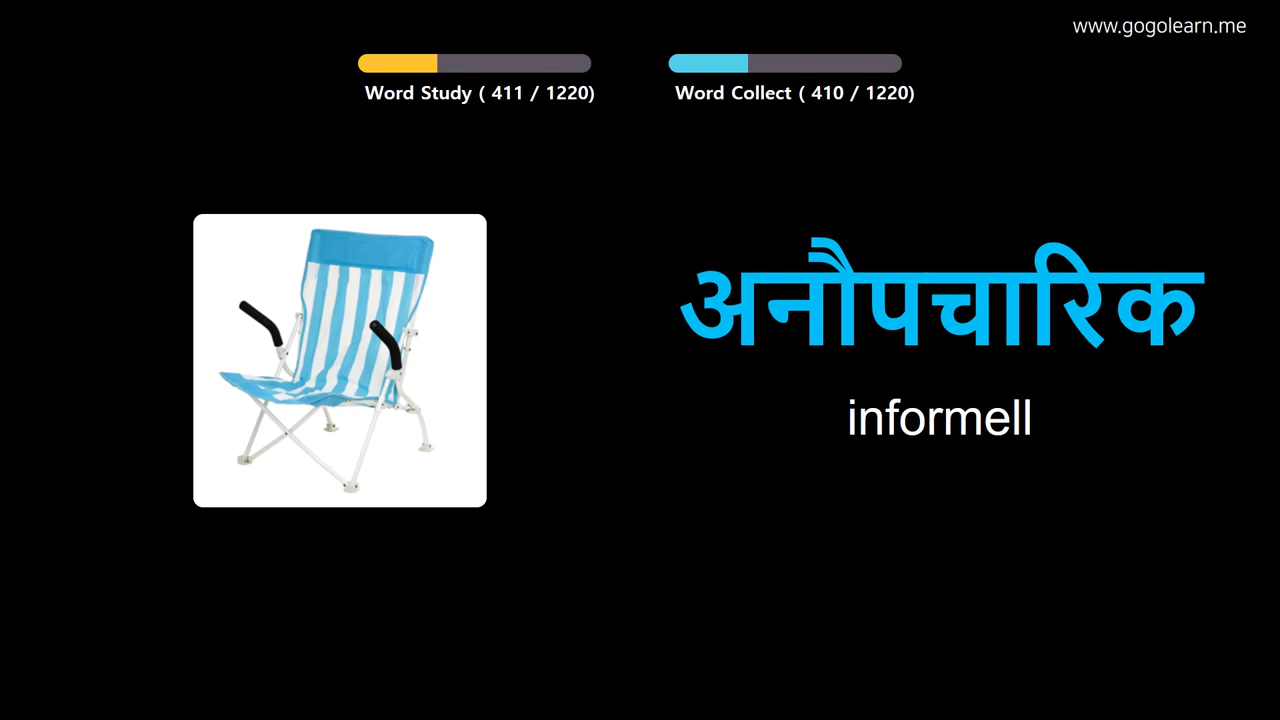 www.gogolearn.me
Word Study ( 411 / 1220)
Word Collect ( 410 / 1220)
अनौपचारिक
informell